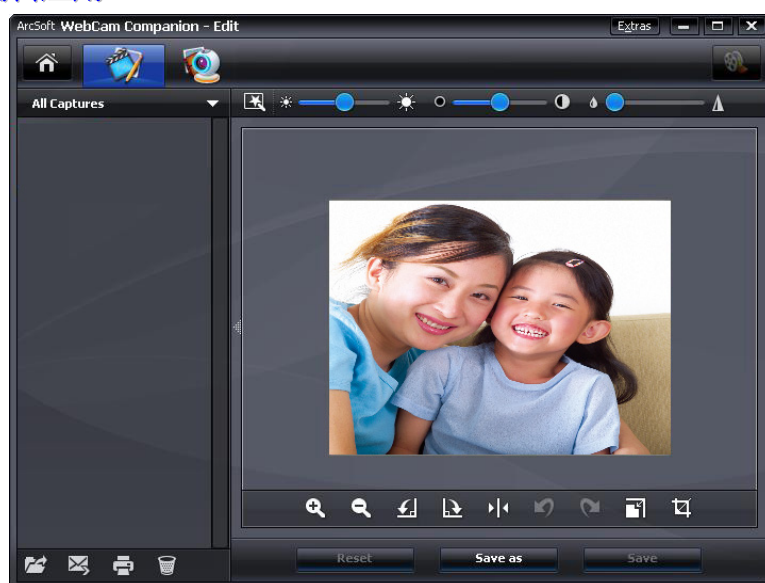 ArcSoft WebCam Companion - Edit
Extras
All Captures
Reset
Save as
Save